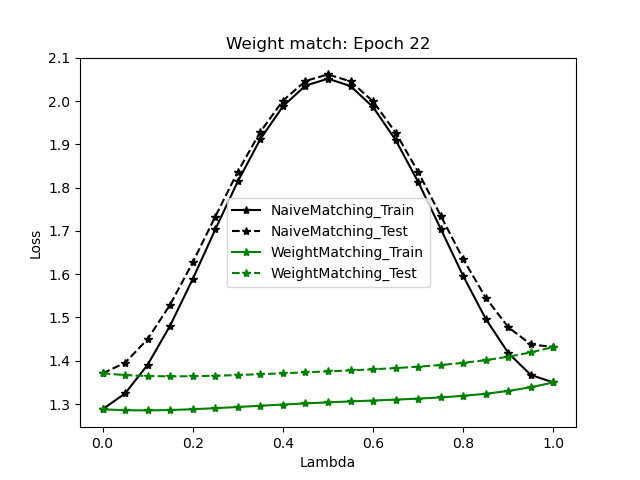 Weight match: Epoch 22
2.1
2.0
1.9
1.8
1.7
1.6
1.5
1.4
1.3
Loss
NaiveMatching_Train
NaiveMatching_Test
WeightMatching_Train
WeightMatching_Test
0.0 0.2 0.4 0.6 0.8 1.0
Lambda